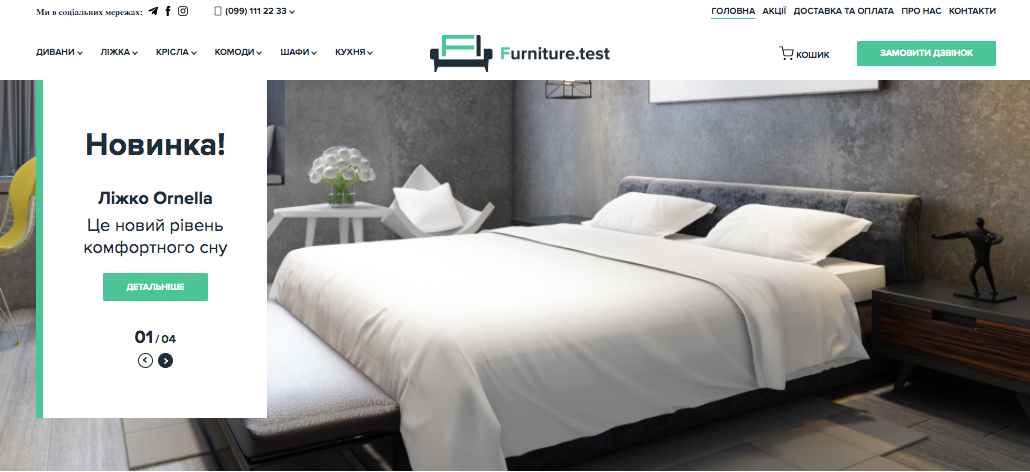 Ми в соціальних мережах:
(099) 111 22 33
ГОЛОВНА АКЦІЇ ДОСТАВКА ТА ОПЛАТА ПРО НАС КОНТАКТИ
ДИВАНИ ЛІЖКА КРІСЛА КОМОДИ ШАФИ КУХНЯ
Furniture.test
КОШИК
ЗАМОВИТИ ДЗВІНОК
Новинка!
Ліжко Ornella
Це новий рівень
комфортного сну
ДЕТАЛЬНІШЕ
01 / 04